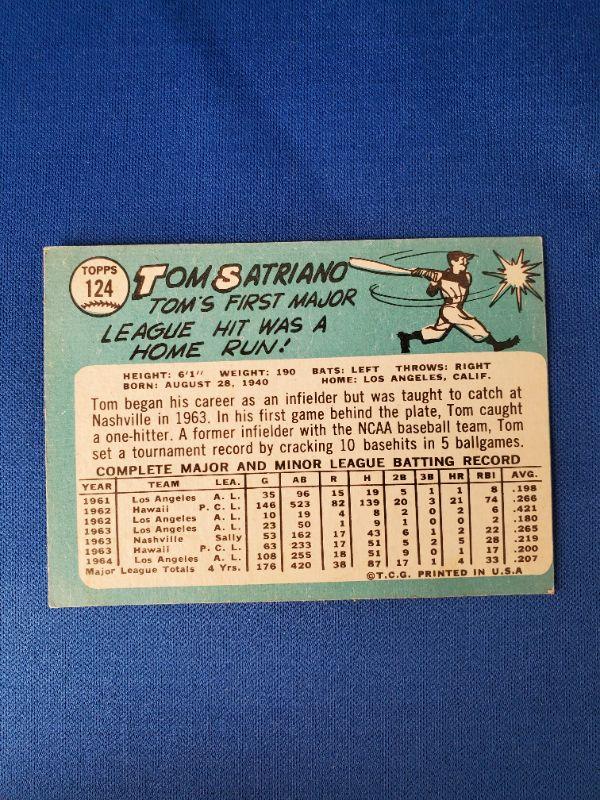 TOPPS
124
TOM SATRIANO
TOM'S FIRST MAJOR
LEAGUE HIT WAS A
HOME RUN!
HEIGHT: 6'1" WEIGHT: 190 BATS: LEFT THROWS: RIGHT
BORN: AUGUST 28, 1940 HOME: LOS ANGELES, CALIF.
Tom began his career as an infielder but was taught to catch at
Nashville in 1963. In his first game behind the plate, Tom caught
a one-hitter. A former infielder with the NCAA baseball team, Tom
set a tournament record by cracking 10 basehits in 5 ballgames.
COMPLETE MAJOR AND MINOR LEAGUE BATTING RECORD
YEAR TEAM LEA. G AB R H 2B 3B HR RBI AVG.
1961 Los Angeles A. L. 35 96 15 19 5 1 1 8 .198
1962 Hawaii P. C. L. 146 523 82 139 20 3 21 74 .266
1962 Los Angeles A. L. 10 19 4 8 2 0 2 6 .421
1963 Los Angeles A. L. 23 50 1 9 1 0 0 2 .180
1963 Nashville Sally 53 162 17 43 6 1 2 22 .265
1963 Hawaii P. C. L. 63 233 17 51 5 2 5 28 .219
1964 Los Angeles A. L. 108 255 18 51 9 0 1 17 .200
Major League Totals 4 Yrs. 176 420 38 87 17 1 4 33 .207
©T.C.G. PRINTED IN U.S.A